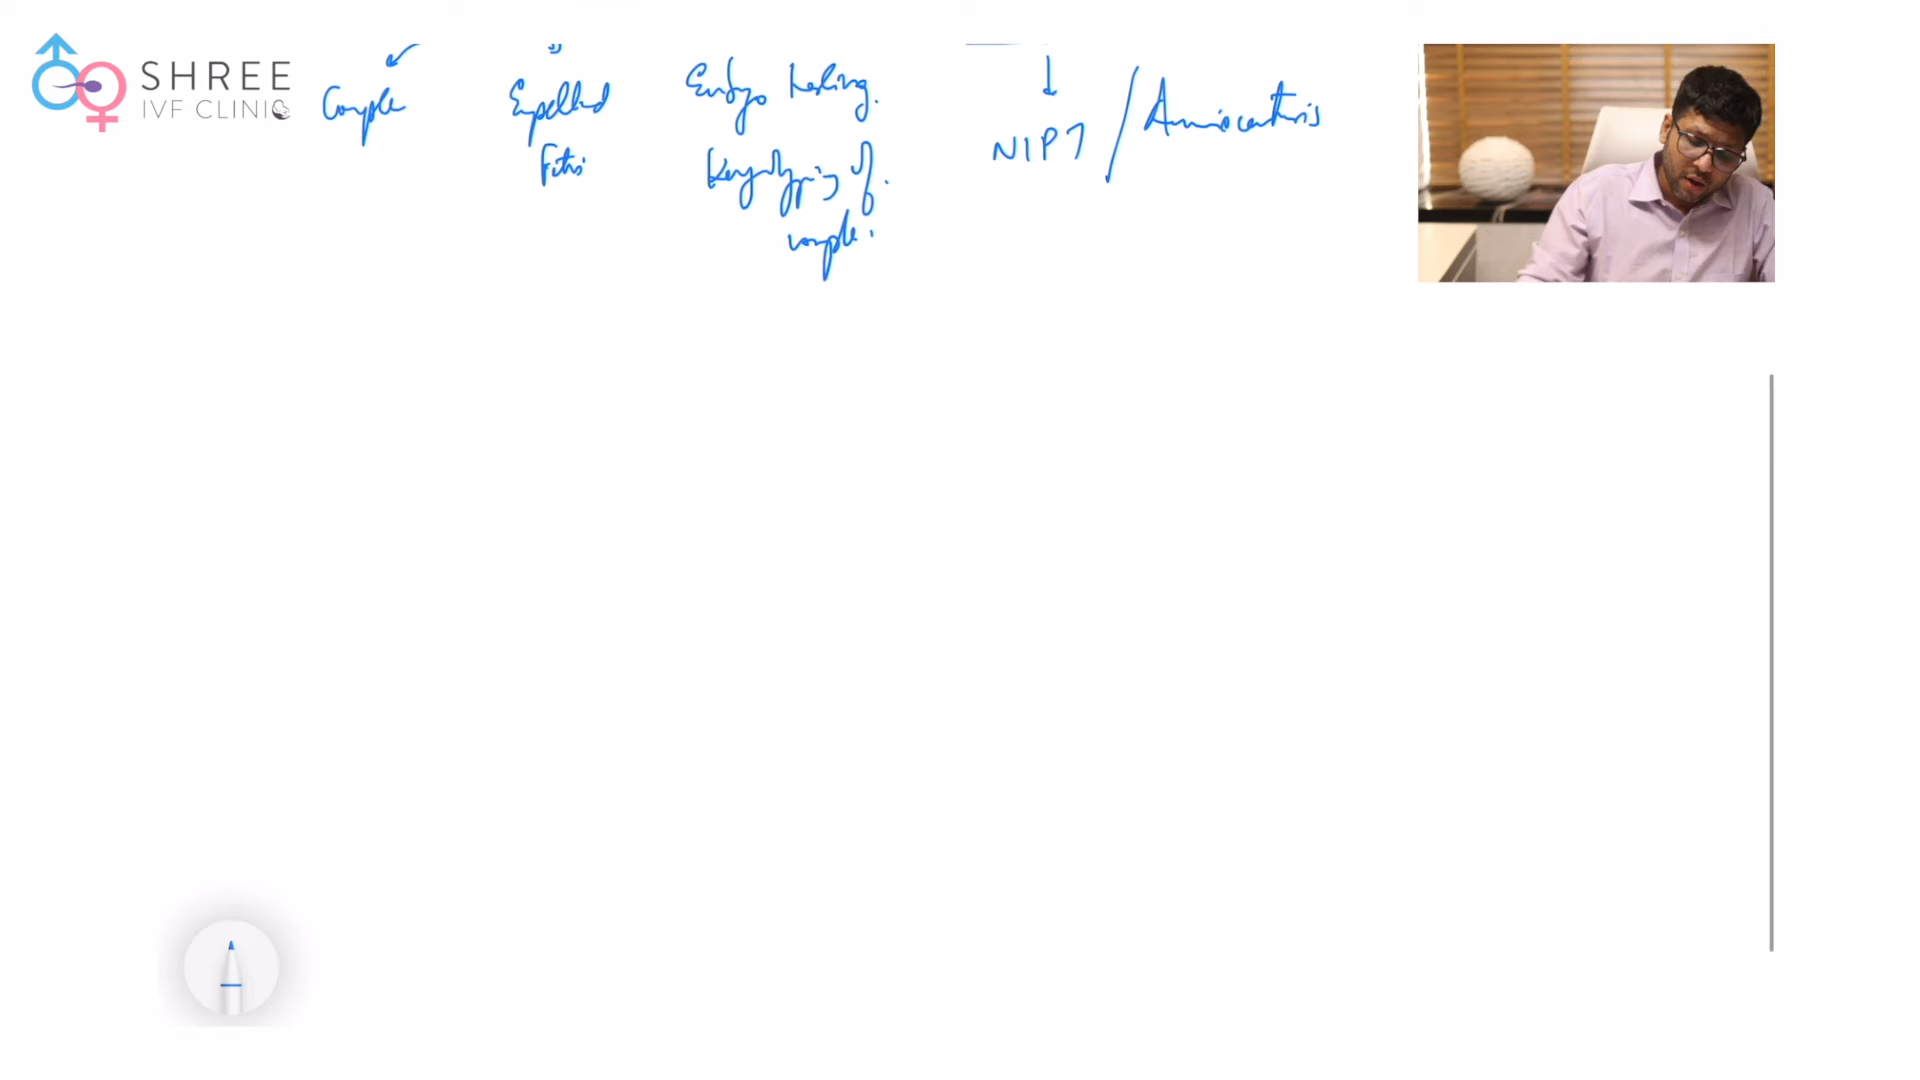 SHREE
IVF CLINIC
Couple
Expelled
Fetus
Embryo testing.
Karyotyping of
couple.
NIPT / Amniocentesis